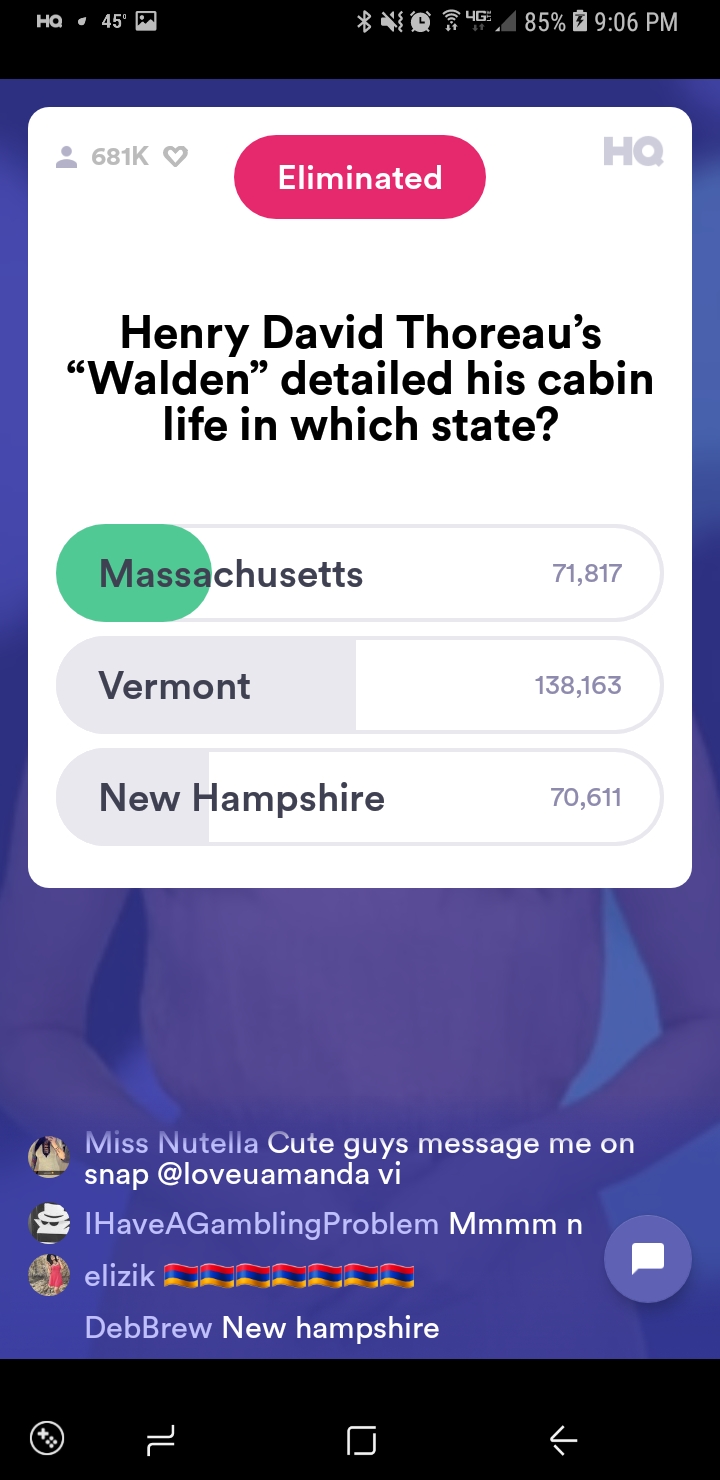 HQ 45° 4G 85% 9:06 PM
681K Eliminated HQ
Henry David Thoreau’s
“Walden” detailed his cabin
life in which state?
Massachusetts 71,817
Vermont 138,163
New Hampshire 70,611
Miss Nutella Cute guys message me on
snap @loveuamanda vi
IHaveAGamblingProblem Mmmm n
elizik 🇦🇲🇦🇲🇦🇲🇦🇲🇦🇲🇦🇲🇦🇲
DebBrew New hampshire